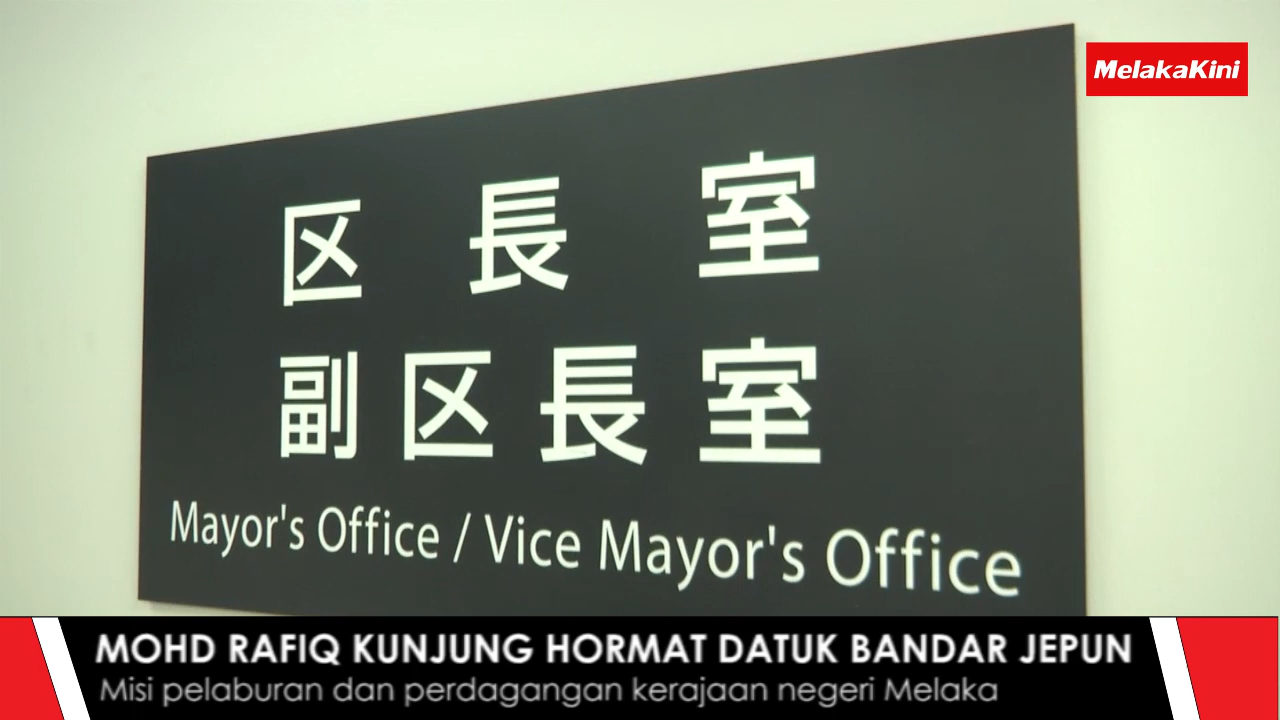 MelakaKini
区長室
副区長室
Mayor's Office / Vice Mayor's Office
MOHD RAFIQ KUNJUNG HORMAT DATUK BANDAR JEPUN
Misi pelaburan dan perdagangan kerajaan negeri Melaka